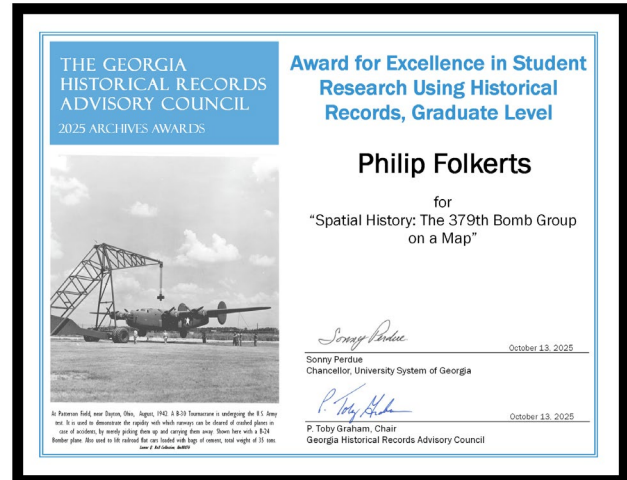 THE GEORGIA
HISTORICAL RECORDS
ADVISORY COUNCIL
2025 ARCHIVES AWARDS
Award for Excellence in Student
Research Using Historical
Records, Graduate Level
Philip Folkerts
for
“Spatial History: The 379th Bomb Group
on a Map”
Sonny Perdue
October 13, 2025
Sonny Perdue
Chancellor, University System of Georgia
P. Toby Graham
October 13, 2025
P. Toby Graham, Chair
Georgia Historical Records Advisory Council
At Patterson Field, near Dayton, Ohio, August, 1942. A B-30 Tournacrane is undergoing the U.S. Army
test. It is used to demonstrate the rapidity with which runways can be cleared of crashed planes in
case of accidents, by merely picking them up and carrying them away. Shown here with a B-24
Bomber plane. Also used to lift railroad flat cars loaded with bags of cement, total weight of 35 tons.